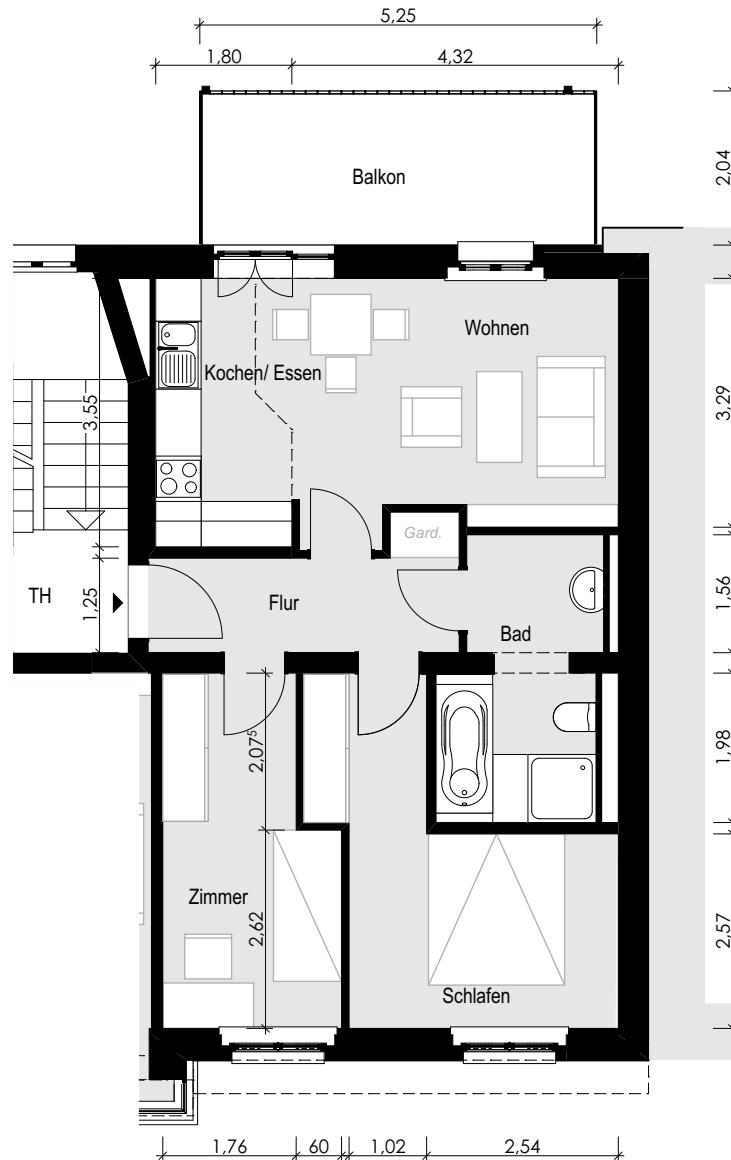 5,25
1,80
4,32
2,04
Balkon
Wohnen
Kochen/ Essen
3,55
3,29
Gard.
TH
1,25
Flur
Bad
1,56
2,07⁵
1,98
Zimmer
2,62
2,57
Schlafen
1,76
60
1,02
2,54